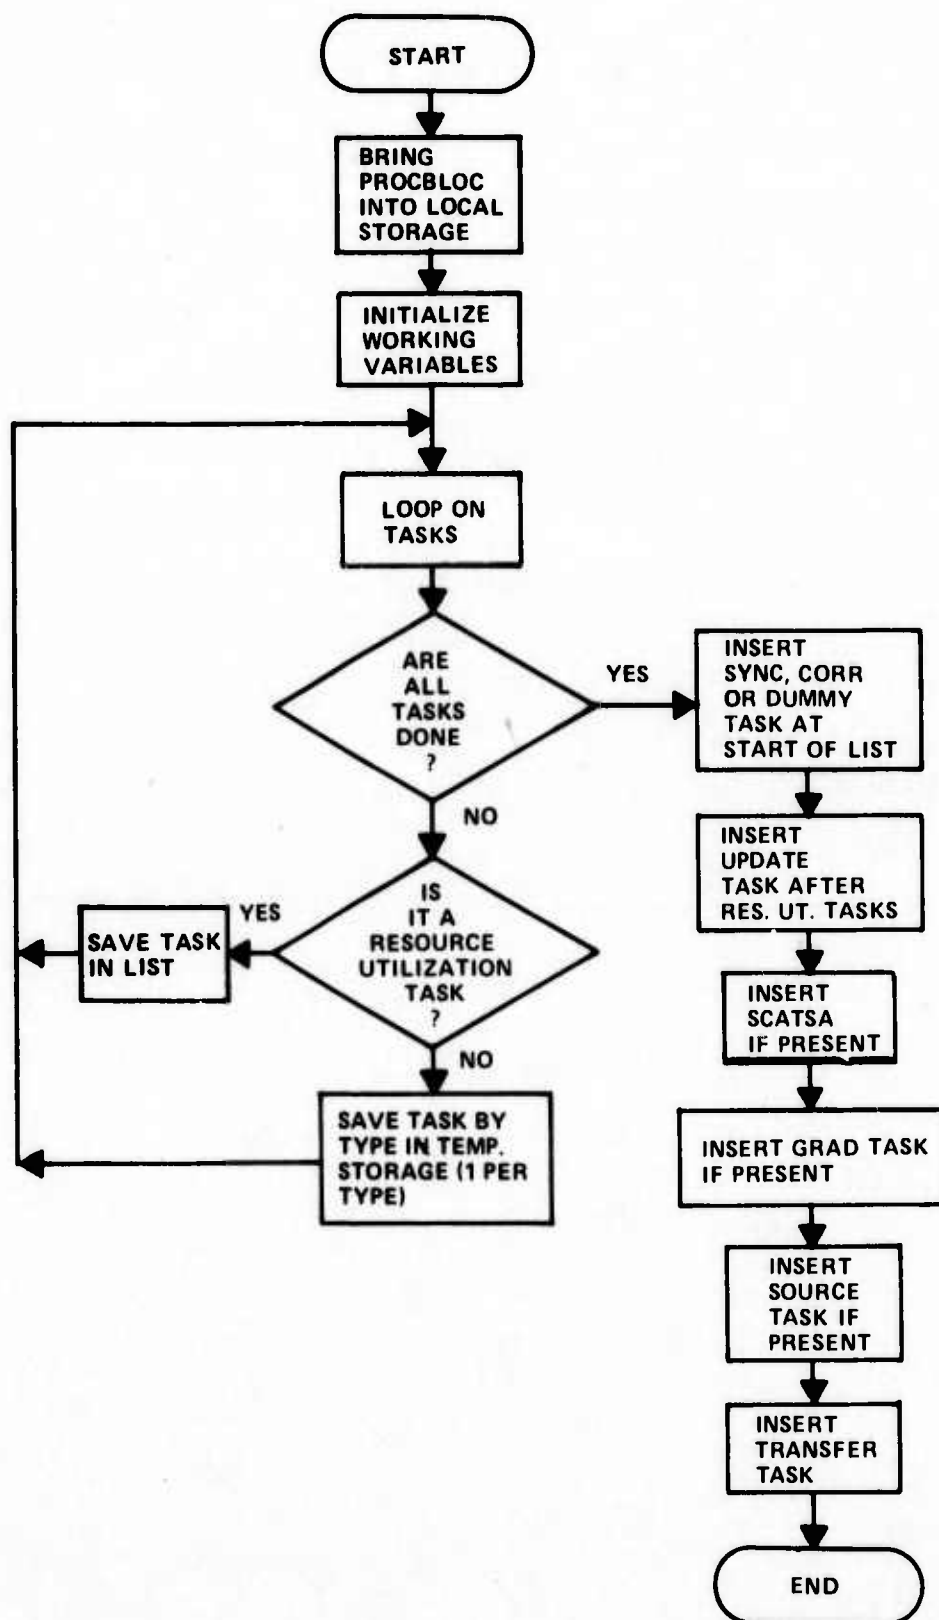 START
BRING
PROCBLOC
INTO LOCAL
STORAGE
INITIALIZE
WORKING
VARIABLES
LOOP ON
TASKS
ARE
ALL
TASKS
DONE
?
YES
NO
IS
IT A
RESOURCE
UTILIZATION
TASK
?
YES
SAVE TASK
IN LIST
NO
SAVE TASK BY
TYPE IN TEMP.
STORAGE (1 PER
TYPE)
INSERT
SYNC, CORR
OR DUMMY
TASK AT
START OF LIST
INSERT
UPDATE
TASK AFTER
RES. UT. TASKS
INSERT
SCATSA
IF PRESENT
INSERT GRAD TASK
IF PRESENT
INSERT
SOURCE
TASK IF
PRESENT
INSERT
TRANSFER
TASK
END